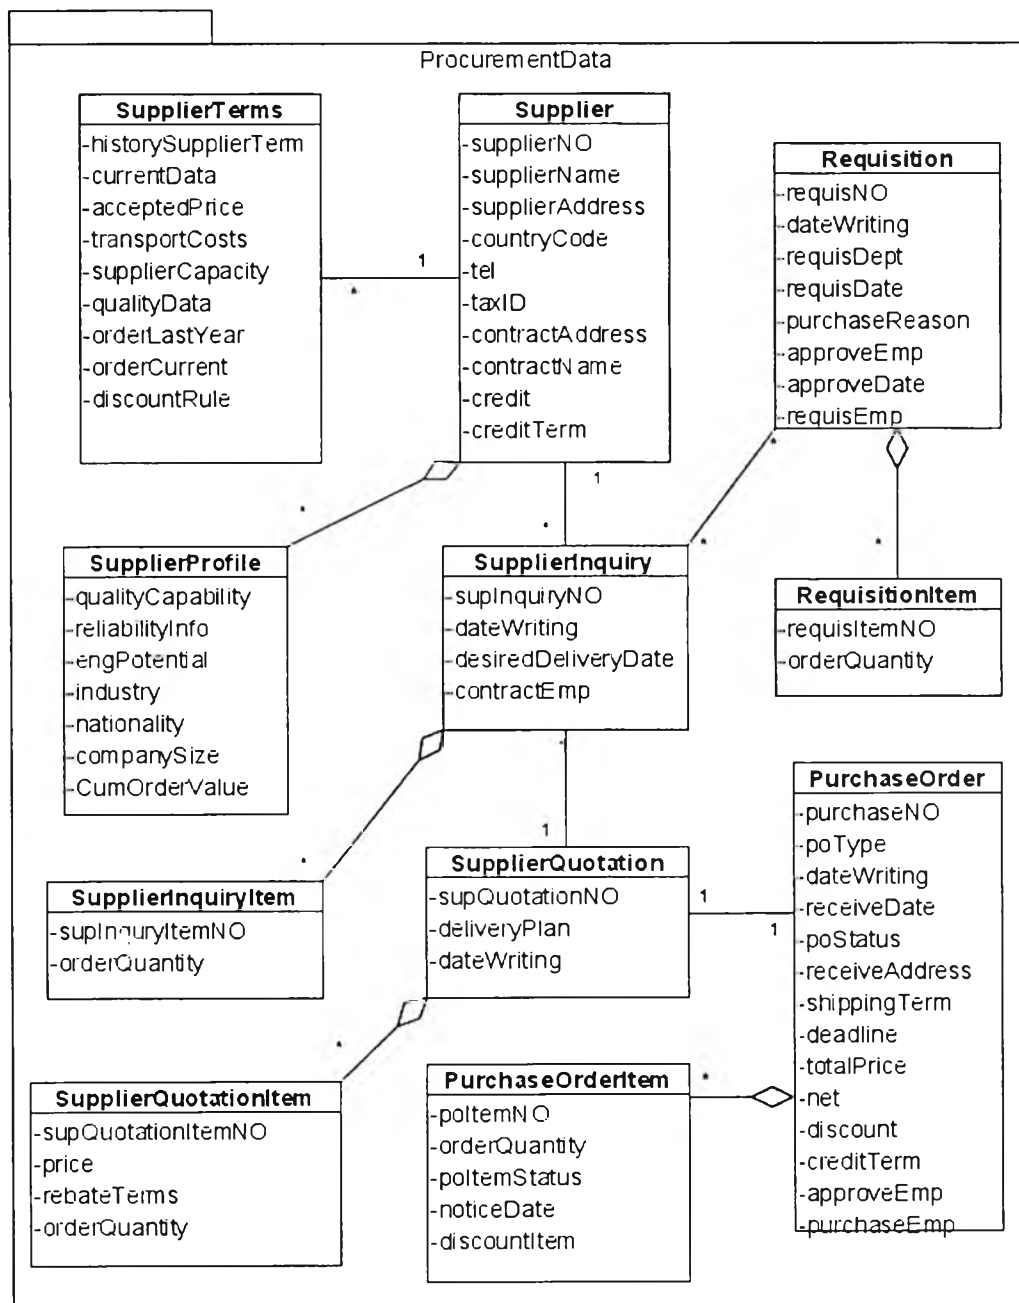 ProcurementData
SupplierTerms
-historySupplierTerm
-currentData
-acceptedPrice
-transportCosts
-supplierCapacity
-qualityData
-orderLastYear
-orderCurrent
-discountRule
Supplier
-supplierNO
-supplierName
-supplierAddress
-countryCode
-tel
-taxID
-contractAddress
-contractName
-credit
-creditTerm
Requisition
-requisNO
-dateWriting
-requisDept
-requisDate
-purchaseReason
-approveEmp
-approveDate
-requisEmp
1
*
*
1
*
*
*
*
SupplierProfile
-qualityCapability
-reliabilityInfo
-engPotential
-industry
-nationality
-companySize
-CumOrderValue
SupplierInquiry
-supInquiryNO
-dateWriting
-desiredDeliveryDate
-contractEmp
RequisitionItem
-requisItemNO
-orderQuantity
*
1
*
SupplierInquiryItem
-supInquryItemNO
-orderQuantity
SupplierQuotation
-supQuotationNO
-deliveryPlan
-dateWriting
1
1
PurchaseOrder
-purchaseNO
-poType
-dateWriting
-receiveDate
-poStatus
-receiveAddress
-shippingTerm
-deadline
-totalPrice
-net
-discount
-creditTerm
-approveEmp
-purchaseEmp
*
*
SupplierQuotationItem
-supQuotationItemNO
-price
-rebateTerms
-orderQuantity
PurchaseOrderItem
-poItemNO
-orderQuantity
-poItemStatus
-noticeDate
-discountItem